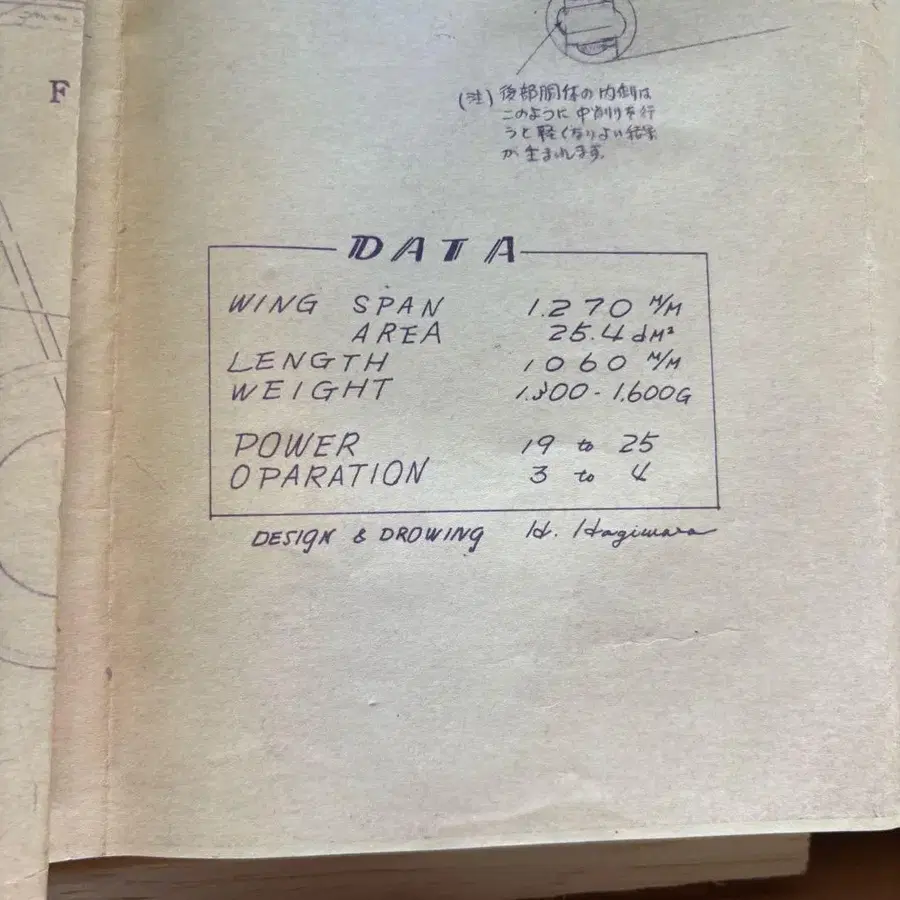 F
(注) 後部胴体の内側は
このように中削りを行
うと軽くなりよい結果
が生まれます。
DATA
WING SPAN 1.270 M/M
AREA 25.4 dM²
LENGTH 1060 M/M
WEIGHT 1.300 - 1.600G
POWER 19 to 25
OPARATION 3 to 4
DESIGN & DROWING H. Hagiwara